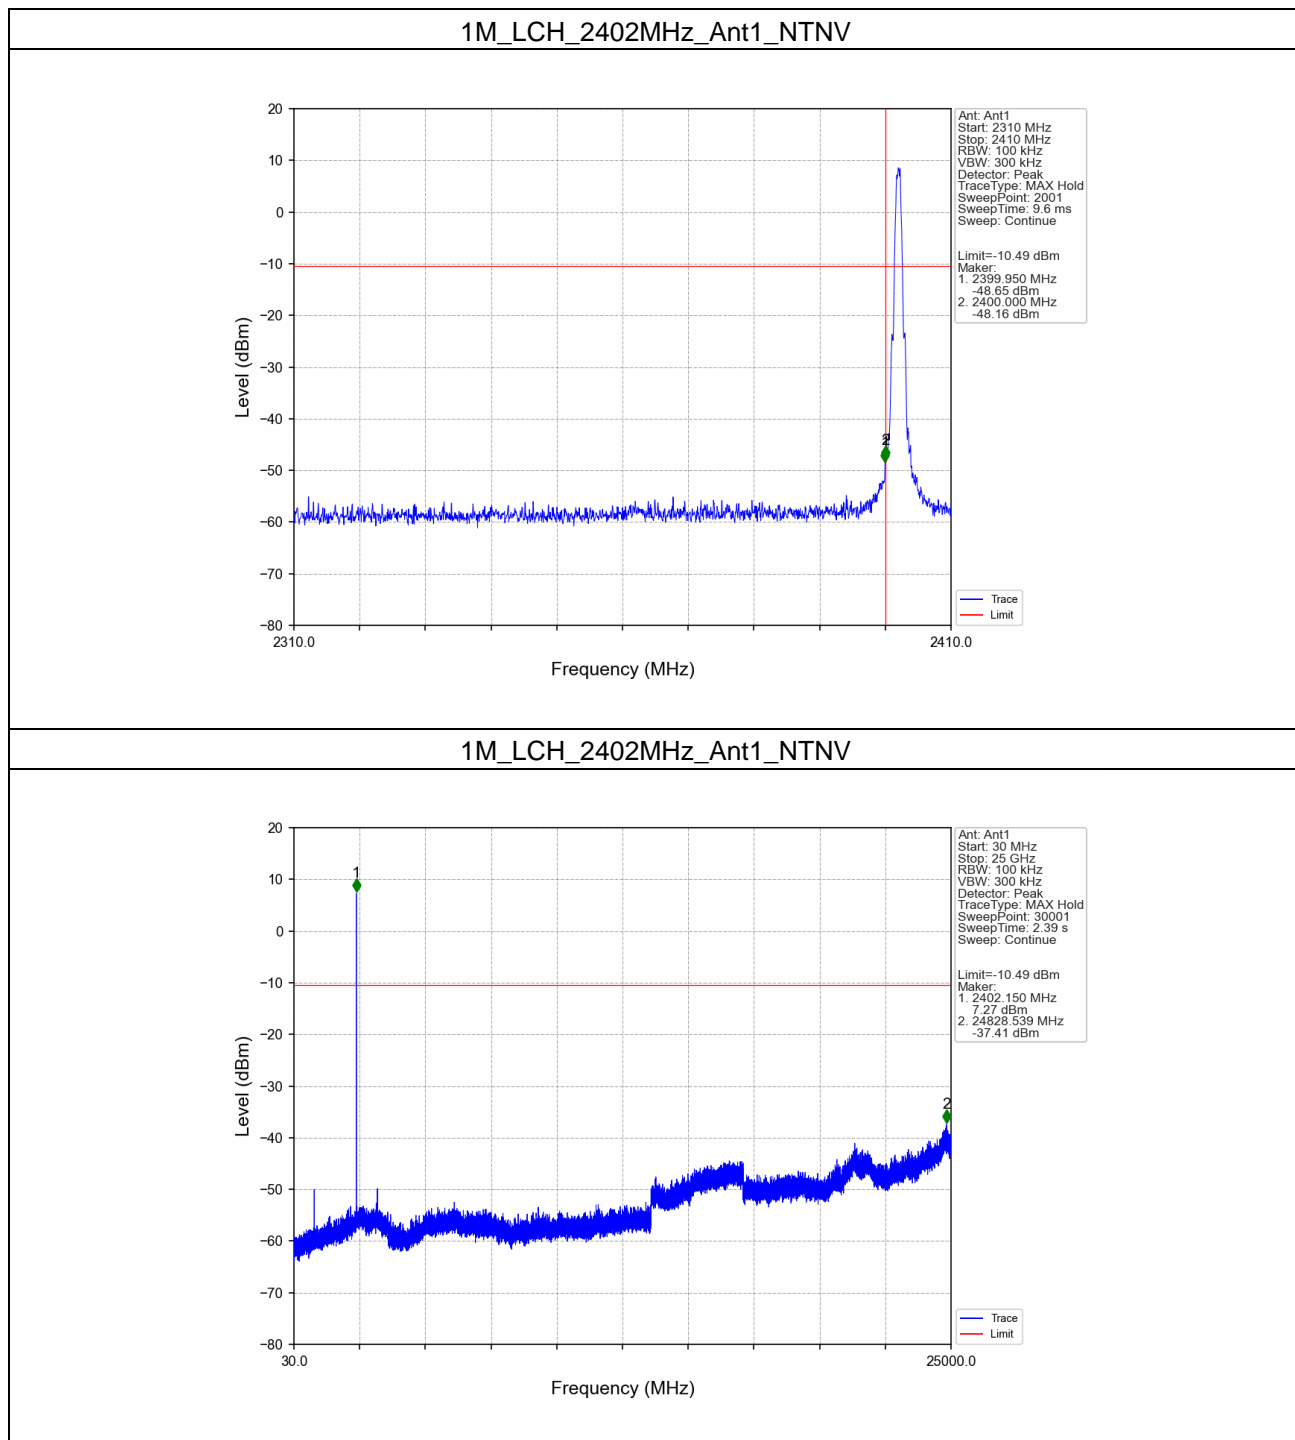 1M_LCH_2402MHz_Ant1_NTNV
20
10
0
−10
−20
−30
−40
−50
−60
−70
−80
Level (dBm)
2310.0
2410.0
Frequency (MHz)
1
2
Ant: Ant1
Start: 2310 MHz
Stop: 2410 MHz
RBW: 100 kHz
VBW: 300 kHz
Detector: Peak
TraceType: MAX Hold
SweepPoint: 2001
SweepTime: 9.6 ms
Sweep: Continue
Limit=-10.49 dBm
Maker:
1. 2399.950 MHz
-48.65 dBm
2. 2400.000 MHz
-48.16 dBm
Trace
Limit
1M_LCH_2402MHz_Ant1_NTNV
20
10
0
−10
−20
−30
−40
−50
−60
−70
−80
Level (dBm)
30.0
25000.0
Frequency (MHz)
1
2
Ant: Ant1
Start: 30 MHz
Stop: 25 GHz
RBW: 100 kHz
VBW: 300 kHz
Detector: Peak
TraceType: MAX Hold
SweepPoint: 30001
SweepTime: 2.39 s
Sweep: Continue
Limit=-10.49 dBm
Maker:
1. 2402.150 MHz
7.27 dBm
2. 24828.539 MHz
-37.41 dBm
Trace
Limit